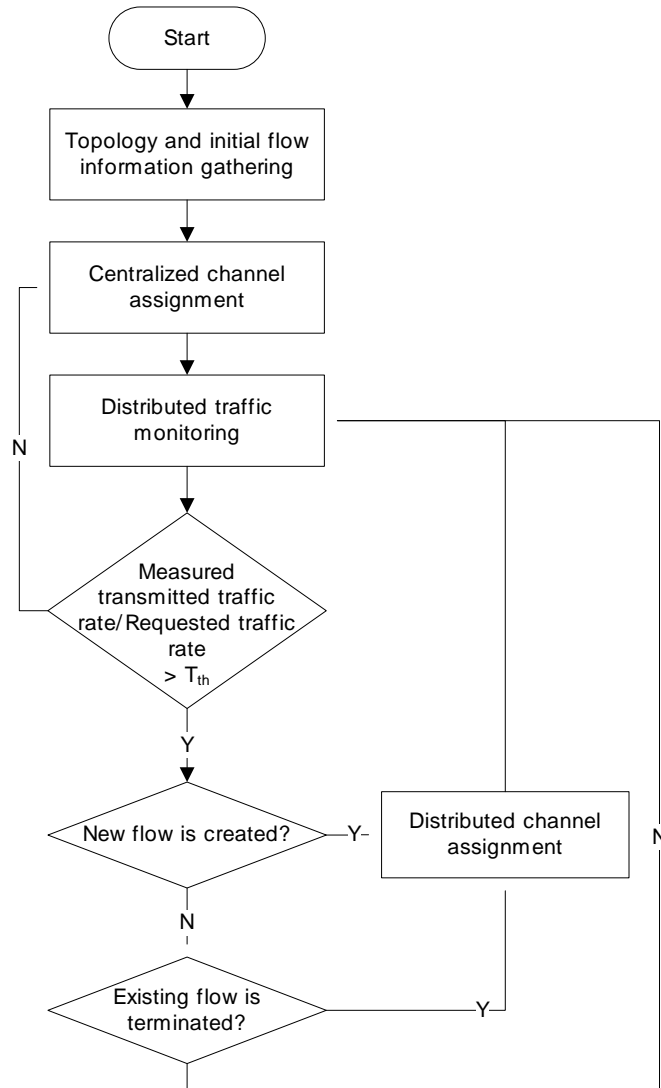 Start
Topology and initial flow
information gathering
Centralized channel
assignment
Distributed traffic
monitoring
N
Measured
transmitted traffic
rate/Requested traffic
rate
> Tth
Y
New flow is created?
Y
Distributed channel
assignment
N
N
Existing flow is
terminated?
Y